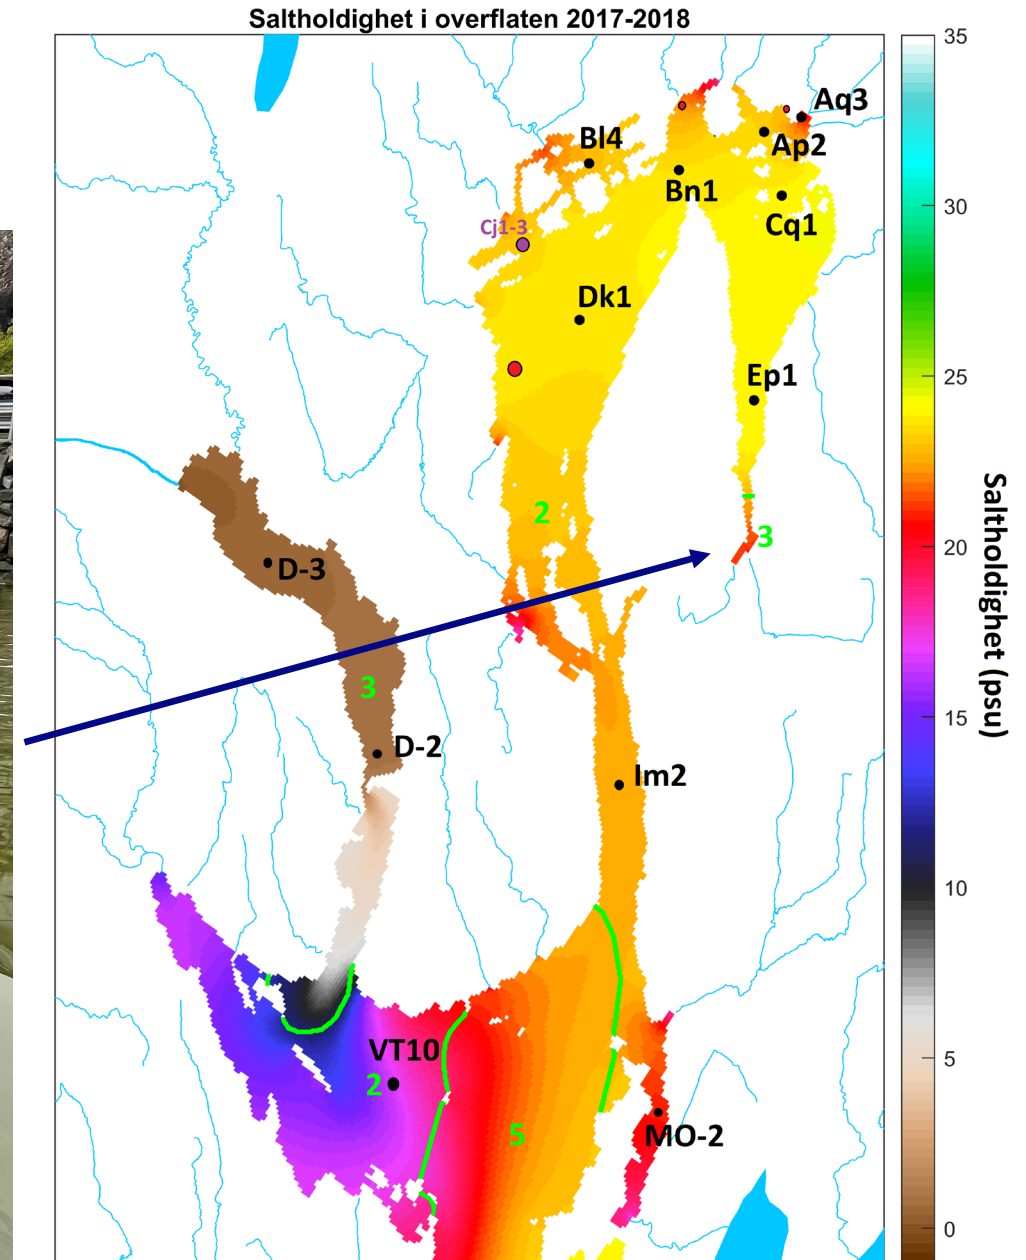 Saltholdighet i overflaten 2017-2018
35
Aq3
Bl4
Ap2
Bn1
30
Cq1
Cj1-3
Dk1
25
Ep1
2
3
20
D-3
3
15
D-2
Im2
10
VT10
2
5
5
MO-2
0
Saltholdighet (psu)